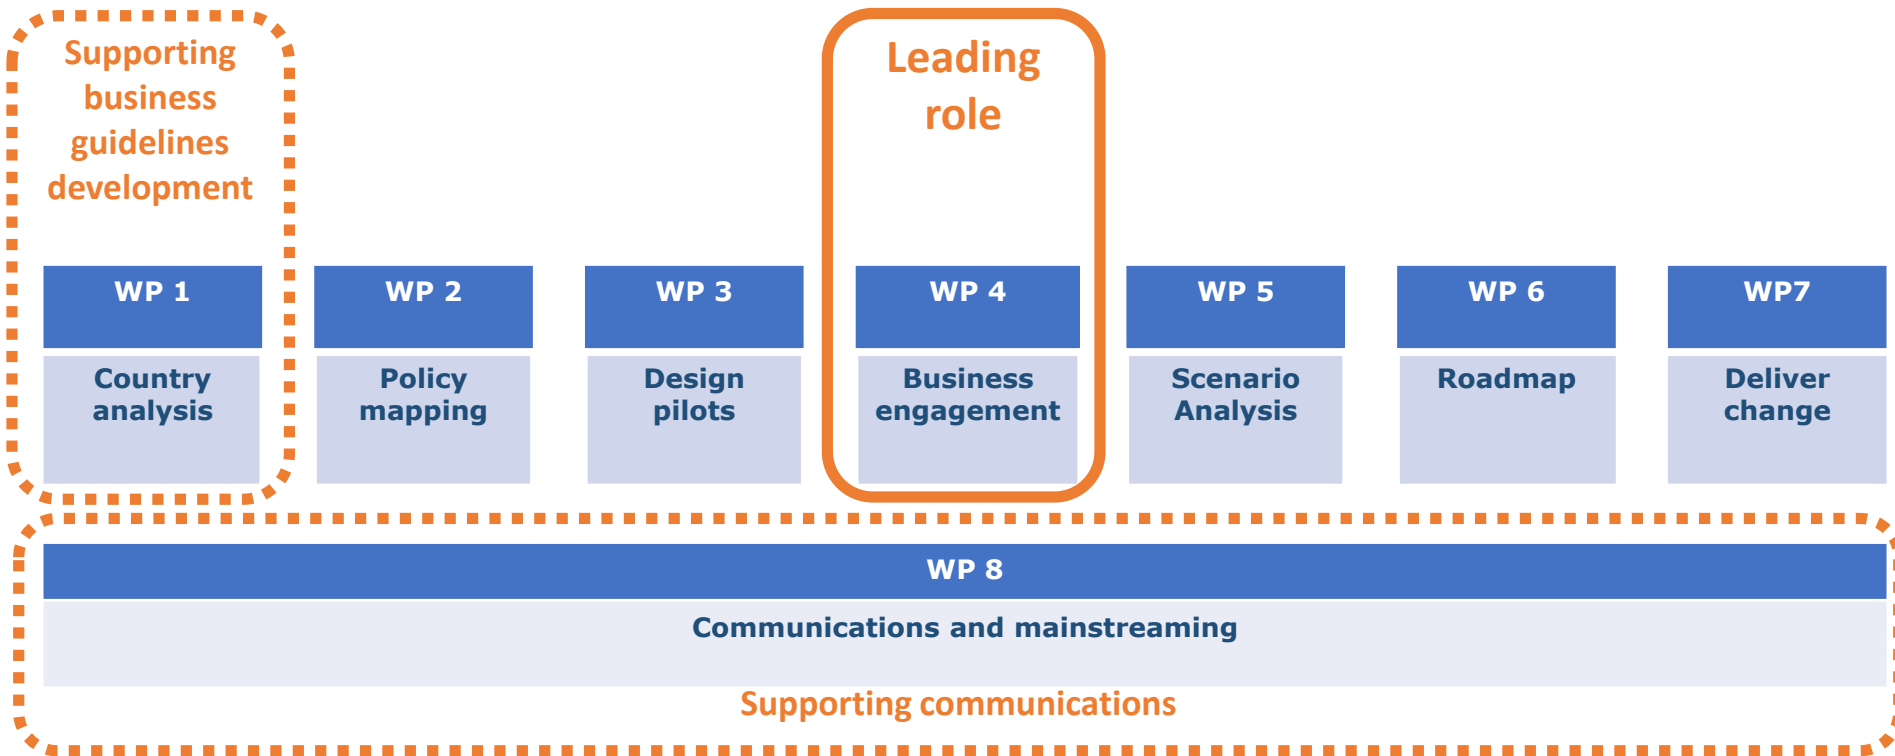 Supporting
business
guidelines
development
Leading
role
WP 1
WP 2
WP 3
WP 4
WP 5
WP 6
WP7
Country
analysis
Policy
mapping
Design
pilots
Business
engagement
Scenario
Analysis
Roadmap
Deliver
change
WP 8
Communications and mainstreaming
Supporting communications